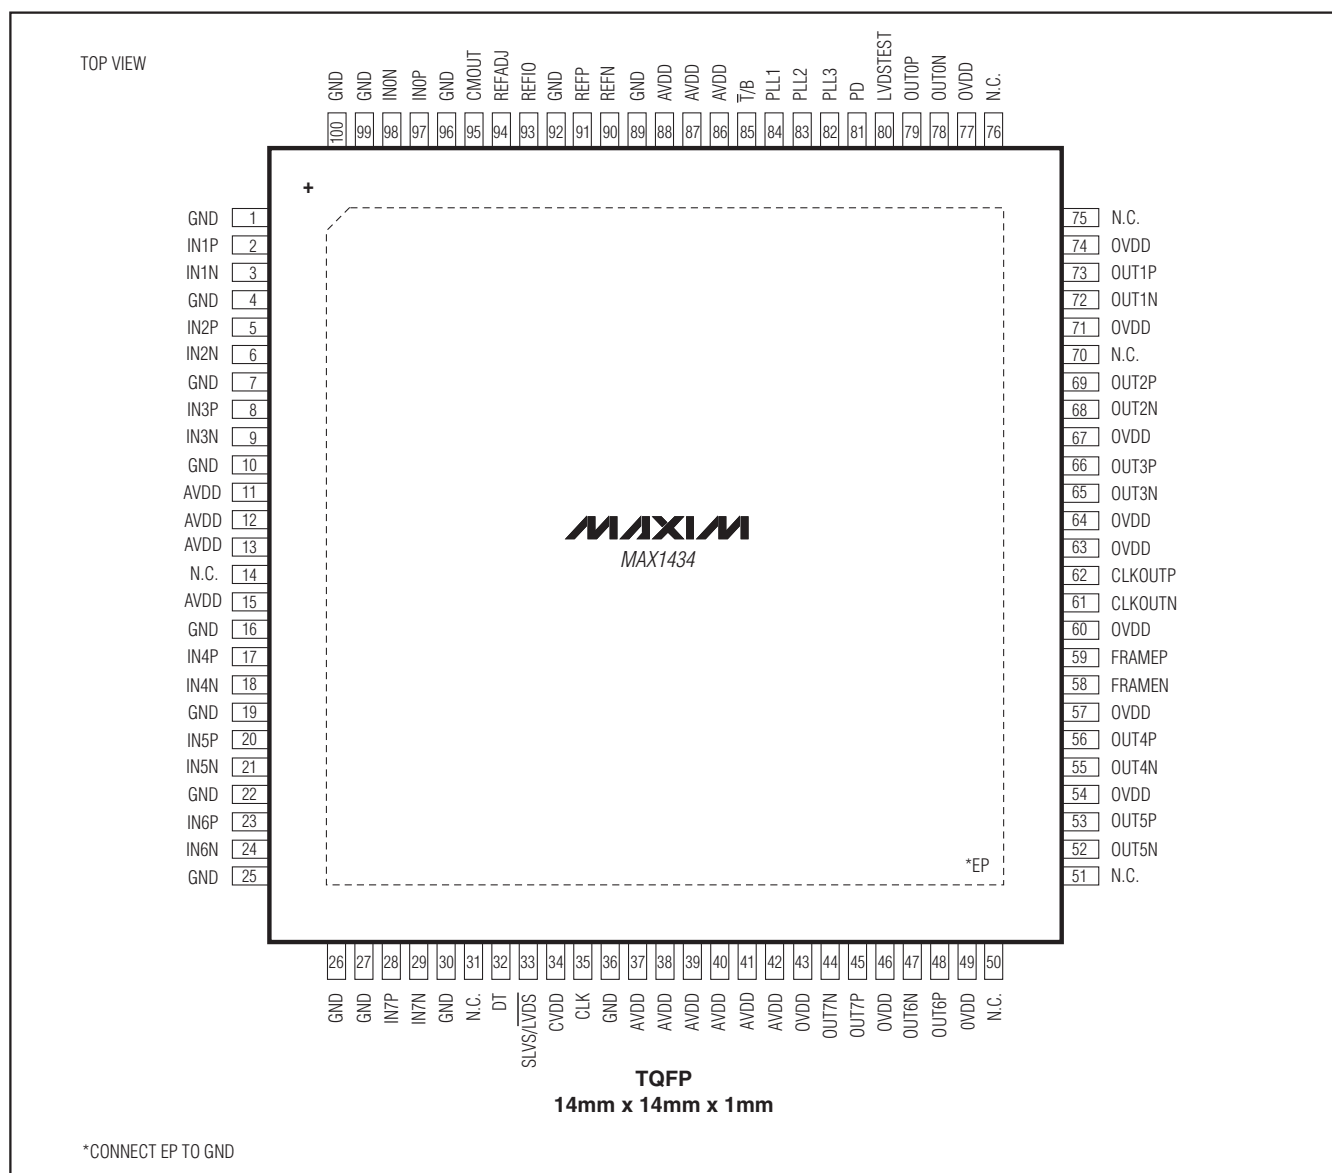 TOP VIEW
GND GND IN0N IN0P GND CMOUT REFADJ REFIO GND REFP REFN GND AVDD AVDD AVDD T̅/B PLL1 PLL2 PLL3 PD LVDSTEST OUT0P OUT0N OVDD N.C.
100 99 98 97 96 95 94 93 92 91 90 89 88 87 86 85 84 83 82 81 80 79 78 77 76
+
GND 1 75 N.C.
IN1P 2 74 OVDD
IN1N 3 73 OUT1P
GND 4 72 OUT1N
IN2P 5 71 OVDD
IN2N 6 70 N.C.
GND 7 69 OUT2P
IN3P 8 68 OUT2N
IN3N 9 67 OVDD
GND 10 66 OUT3P
AVDD 11 65 OUT3N
AVDD 12 64 OVDD
AVDD 13 63 OVDD
N.C. 14 62 CLKOUTP
AVDD 15 61 CLKOUTN
GND 16 60 OVDD
IN4P 17 59 FRAMEP
IN4N 18 58 FRAMEN
GND 19 57 OVDD
IN5P 20 56 OUT4P
IN5N 21 55 OUT4N
GND 22 54 OVDD
IN6P 23 53 OUT5P
IN6N 24 52 OUT5N
GND 25 51 N.C.
MAXIM
MAX1434
*EP
26 27 28 29 30 31 32 33 34 35 36 37 38 39 40 41 42 43 44 45 46 47 48 49 50
GND GND IN7P IN7N GND N.C. DT SLVS/L̅V̅D̅S̅ CVDD CLK GND AVDD AVDD AVDD AVDD AVDD AVDD OVDD OUT7N OUT7P OVDD OUT6N OUT6P OVDD N.C.
TQFP
14mm x 14mm x 1mm
*CONNECT EP TO GND